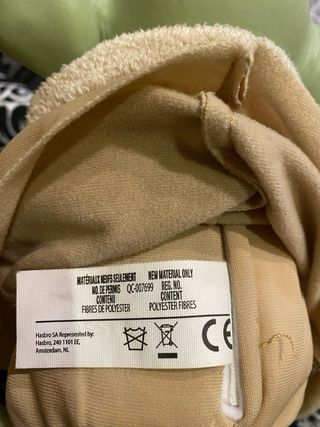 MATÉRIAUX NEUFS SEULEMENT NEW MATERIAL ONLY
NO. DE PERMIS QC-007699 REG. NO.
CONTENU CONTENT
FIBRES DE POLYESTER POLYESTER FIBRES
Hasbro SA Represented by:
Hasbro, 240 1101 EE,
Amsterdam, NL
CE